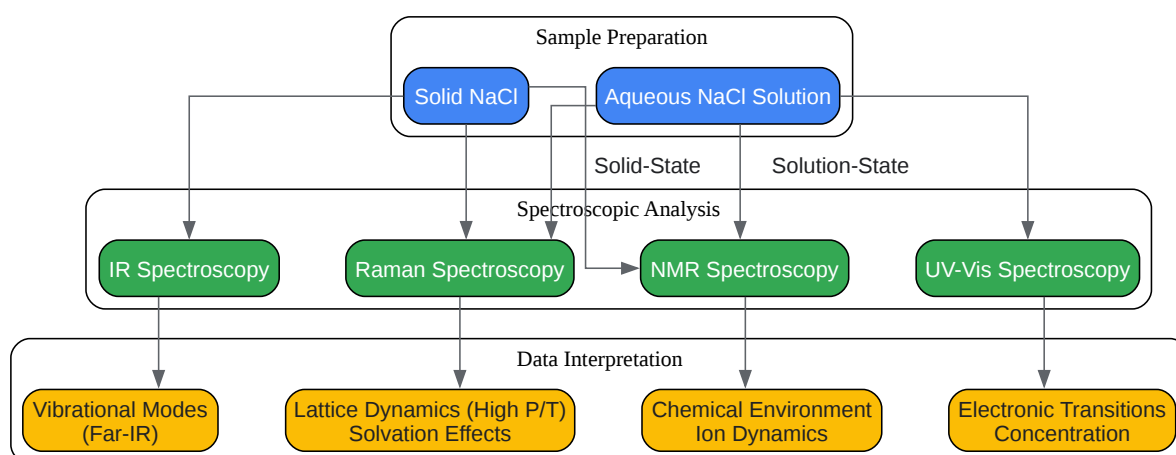 Sample Preparation
Solid NaCl
Aqueous NaCl Solution
Solid-State
Solution-State
Spectroscopic Analysis
IR Spectroscopy
Raman Spectroscopy
NMR Spectroscopy
UV-Vis Spectroscopy
Data Interpretation
Vibrational Modes
(Far-IR)
Lattice Dynamics (High P/T)
Solvation Effects
Chemical Environment
Ion Dynamics
Electronic Transitions
Concentration